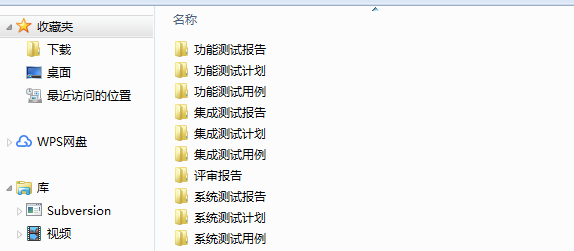 收藏夹
下载
桌面
最近访问的位置
WPS网盘
库
Subversion
视频
名称
功能测试报告
功能测试计划
功能测试用例
集成测试报告
集成测试计划
集成测试用例
评审报告
系统测试报告
系统测试计划
系统测试用例